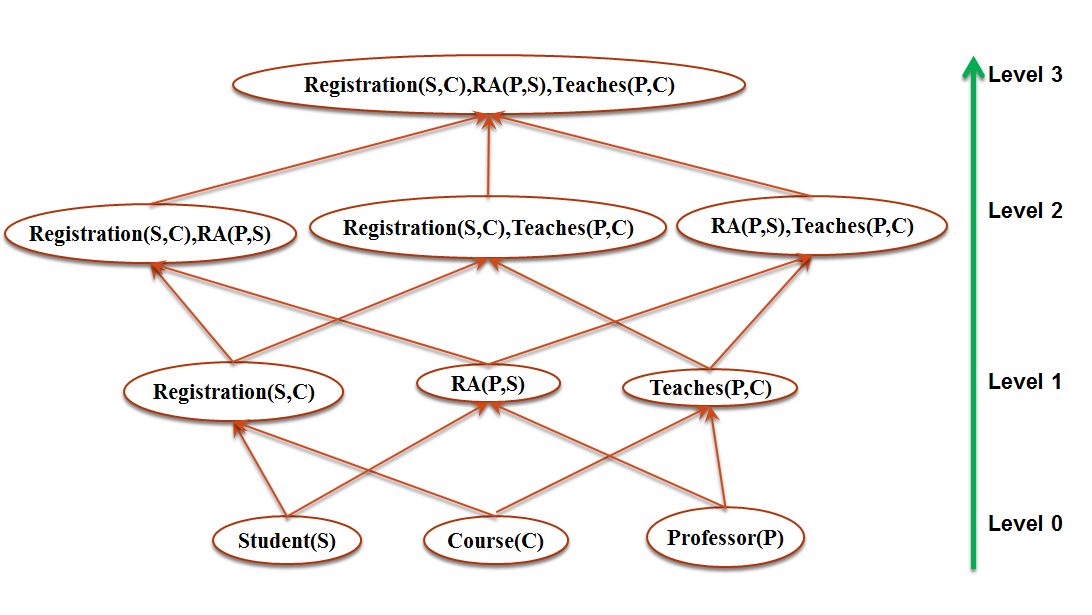 Registration(S,C),RA(P,S),Teaches(P,C)
Level 3
Registration(S,C),RA(P,S)
Registration(S,C),Teaches(P,C)
RA(P,S),Teaches(P,C)
Level 2
Registration(S,C)
RA(P,S)
Teaches(P,C)
Level 1
Student(S)
Course(C)
Professor(P)
Level 0